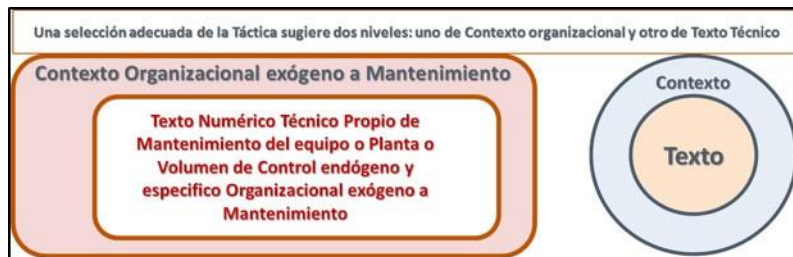 Una selección adecuada de la Táctica sugiere dos niveles: uno de Contexto organizacional y otro de Texto Técnico
Contexto Organizacional exógeno a Mantenimiento
Texto Numérico Técnico Propio de
Mantenimiento del equipo o Planta o
Volumen de Control endógeno y
especifico Organizacional exógeno a
Mantenimiento
Contexto
Texto